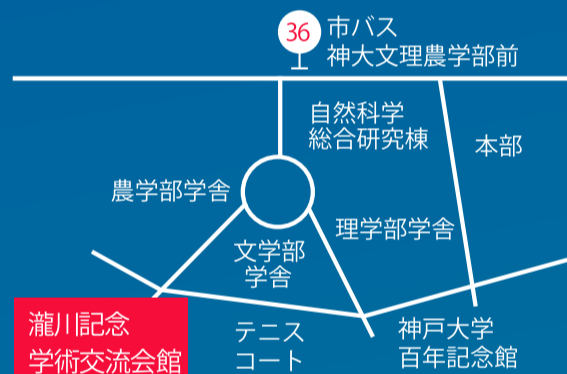 36
市バス
神大文理農学部前
自然科学
総合研究棟
本部
農学部学舎
理学部学舎
文学部
学舎
瀧川記念
学術交流会館
テニス
コート
神戸大学
百年記念館